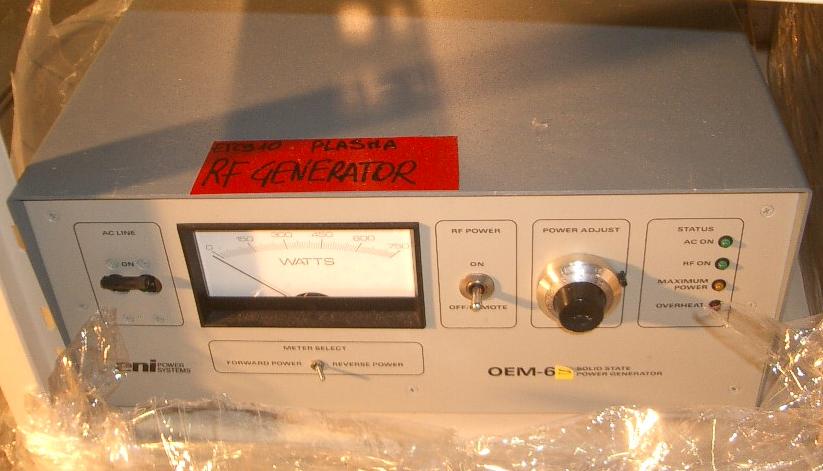 PLASMA
RF GENERATOR
AC LINE
ON
0 150 300 450 600 750
WATTS
RF POWER
ON
OFF/REMOTE
POWER ADJUST
STATUS
AC ON
RF ON
MAXIMUM
POWER
OVERHEAT
METER SELECT
FORWARD POWER REVERSE POWER
eni POWER
SYSTEMS
OEM-6 SOLID STATE
POWER GENERATOR